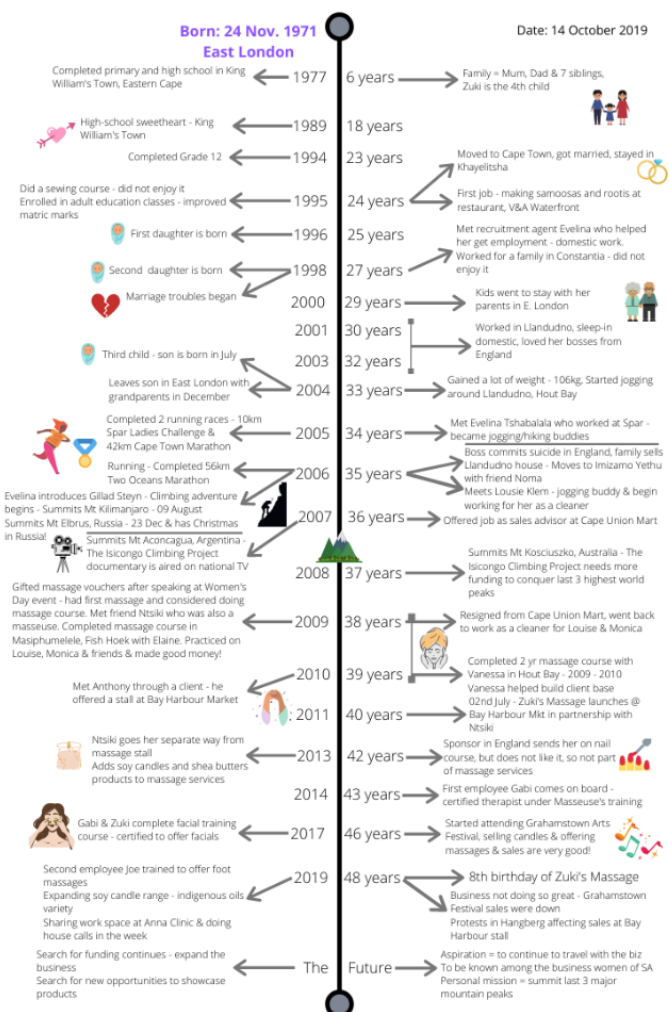 Born: 24 Nov. 1971
East London
Date: 14 October 2019
Completed primary and high school in King
William's Town, Eastern Cape
1977
6 years
Family = Mum, Dad & 7 siblings,
Zuki is the 4th child
High-school sweetheart - King
William's Town
1989
18 years
Completed Grade 12
1994
23 years
Moved to Cape Town, got married, stayed in
Khayelitsha
Did a sewing course - did not enjoy it
Enrolled in adult education classes - improved
matric marks
1995
24 years
First job - making samoosas and rootis at
restaurant, V&A Waterfront
First daughter is born
1996
25 years
Met recruitment agent Evelina who helped
her get employment - domestic work.
Worked for a family in Constantia - did not
enjoy it
Second daughter is born
1998
27 years
Marriage troubles began
2000
29 years
Kids went to stay with her
parents in E. London
2001
30 years
Worked in Llandudno, sleep-in
domestic, loved her bosses from
England
Third child - son is born in July
2003
32 years
Leaves son in East London with
grandparents in December
2004
33 years
Gained a lot of weight - 106kg, Started jogging
around Llandudno, Hout Bay
Completed 2 running races - 10km
Spar Ladies Challenge &
42km Cape Town Marathon
2005
34 years
Met Evelina Tshabalala who worked at Spar -
became jogging/hiking buddies
Running - Completed 56km
Two Oceans Marathon
2006
35 years
Boss commits suicide in England, family sells
Llandudno house - Moves to Imizamo Yethu
with friend Noma
Meets Lousie Klem - jogging buddy & begin
working for her as a cleaner
Evelina introduces Gillad Steyn - Climbing adventure
begins - Summits Mt Kilimanjaro - 09 August
Summits Mt Elbrus, Russia - 23 Dec & has Christmas
in Russia!
2007
36 years
Offered job as sales advisor at Cape Union Mart
Summits Mt Aconcagua, Argentina -
The Isicongo Climbing Project
documentary is aired on national TV
2008
37 years
Summits Mt Kosciuszko, Australia - The
Isicongo Climbing Project needs more
funding to conquer last 3 highest world
peaks
Gifted massage vouchers after speaking at Women's
Day event - had first massage and considered doing
massage course. Met friend Ntsiki who was also a
masseuse. Completed massage course in
Masiphumelele, Fish Hoek with Elaine. Practiced on
Louise, Monica & friends & made good money!
2009
38 years
Resigned from Cape Union Mart, went back
to work as a cleaner for Louise & Monica
Met Anthony through a client - he
offered a stall at Bay Harbour Market
2010
39 years
Completed 2 yr massage course with
Vanessa in Hout Bay - 2009 - 2010
Vanessa helped build client base
2011
40 years
02nd July - Zuki's Massage launches @
Bay Harbour Mkt in partnership with
Ntsiki
Ntsiki goes her separate way from
massage stall
Adds soy candles and shea butters
products to massage services
2013
42 years
Sponsor in England sends her on nail
course, but does not like it, so not part
of massage services
2014
43 years
First employee Gabi comes on board -
certified therapist under Masseuse's training
Gabi & Zuki complete facial training
course - certified to offer facials
2017
46 years
Started attending Grahamstown Arts
Festival, selling candles & offering
massages & sales are very good!
Second employee Joe trained to offer foot
massages
Expanding soy candle range - indigenous oils
variety
Sharing work space at Anna Clinic & doing
house calls in the week
2019
48 years
8th birthday of Zuki's Massage
Business not doing so great - Grahamstown
Festival sales were down
Protests in Hangberg affecting sales at Bay
Harbour stall
Search for funding continues - expand the
business
Search for new opportunities to showcase
products
The
Future
Aspiration = to continue to travel with the biz
To be known among the business women of SA
Personal mission = summit last 3 major
mountain peaks